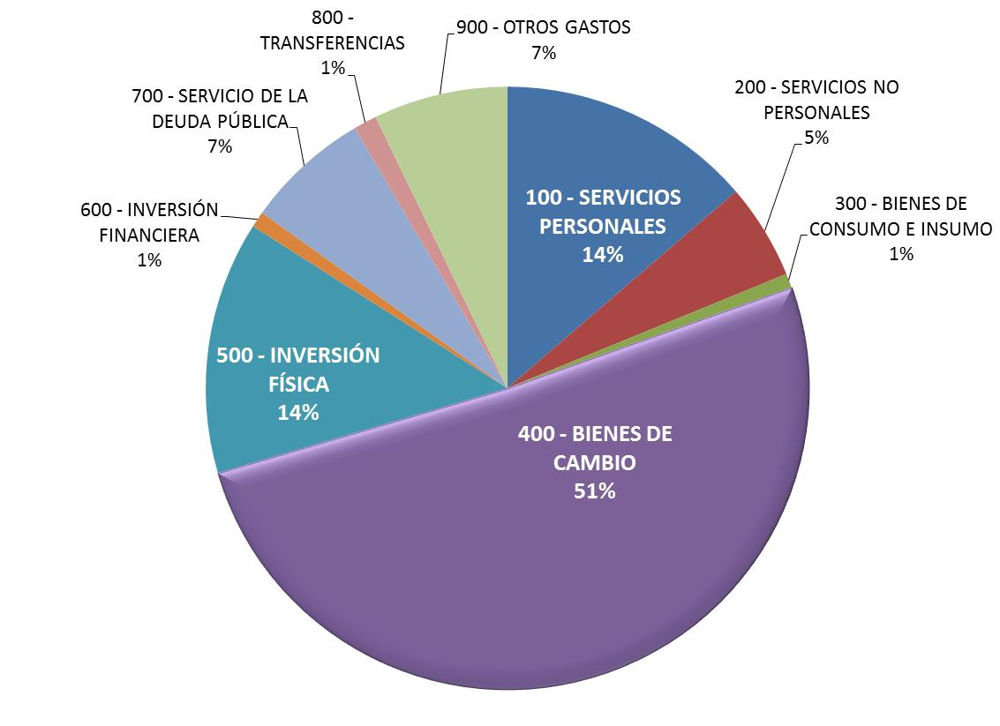 800 -
TRANSFERENCIAS
1%
900 - OTROS GASTOS
7%
700 - SERVICIO DE LA
DEUDA PÚBLICA
7%
200 - SERVICIOS NO
PERSONALES
5%
100 - SERVICIOS
PERSONALES
14%
600 - INVERSIÓN
FINANCIERA
1%
300 - BIENES DE
CONSUMO E INSUMO
1%
500 - INVERSIÓN
FÍSICA
14%
400 - BIENES DE
CAMBIO
51%